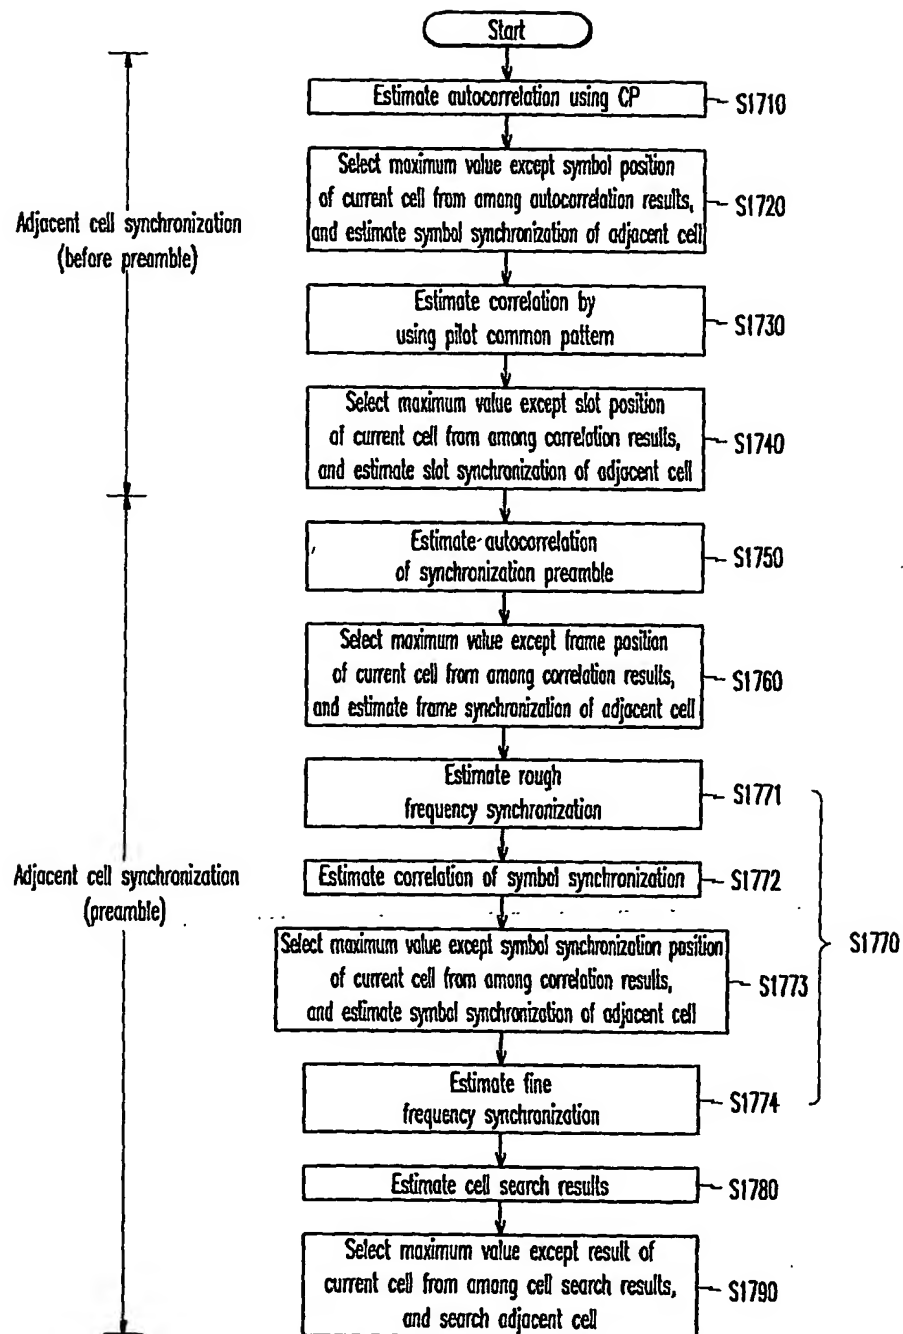 Start
Estimate autocorrelation using CP
S1710
Select maximum value except symbol position
of current cell from among autocorrelation results,
and estimate symbol synchronization of adjacent cell
S1720
Adjacent cell synchronization
(before preamble)
Estimate correlation by
using pilot common pattern
S1730
Select maximum value except slot position
of current cell from among correlation results,
and estimate slot synchronization of adjacent cell
S1740
Estimate autocorrelation
of synchronization preamble
S1750
Select maximum value except frame position
of current cell from among correlation results,
and estimate frame synchronization of adjacent cell
S1760
Estimate rough
frequency synchronization
S1771
Adjacent cell synchronization
(preamble)
Estimate correlation of symbol synchronization
S1772
Select maximum value except symbol synchronization position
of current cell from among correlation results,
and estimate symbol synchronization of adjacent cell
S1773
S1770
Estimate fine
frequency synchronization
S1774
Estimate cell search results
S1780
Select maximum value except result of
current cell from among cell search results,
and search adjacent cell
S1790